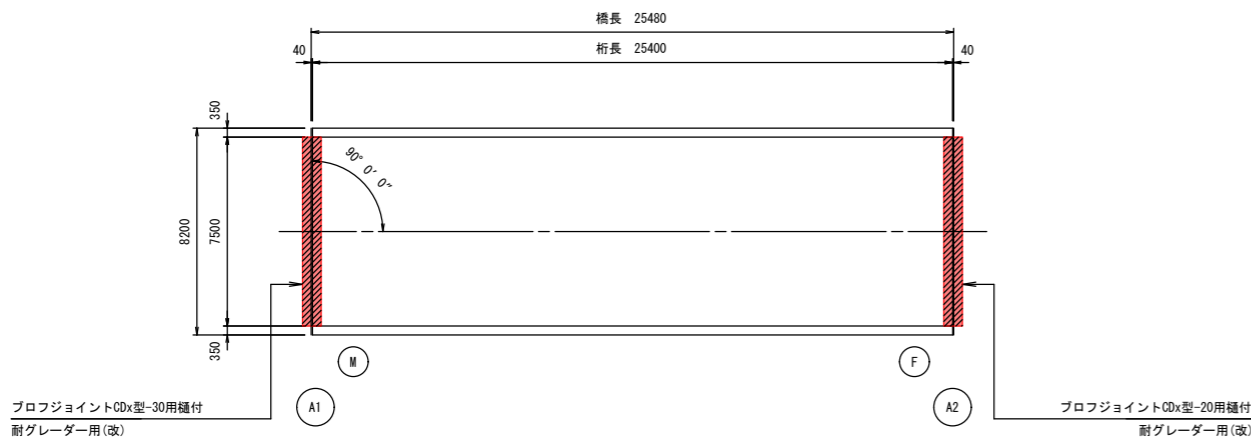 橋長 25480
40
桁長 25400
40
350
90° 0′ 0″
8200
7500
350
M
F
A1
A2
ブロフジョイントCDx型-30用樋付
耐グレーダー用(改)
ブロフジョイントCDx型-20用樋付
耐グレーダー用(改)